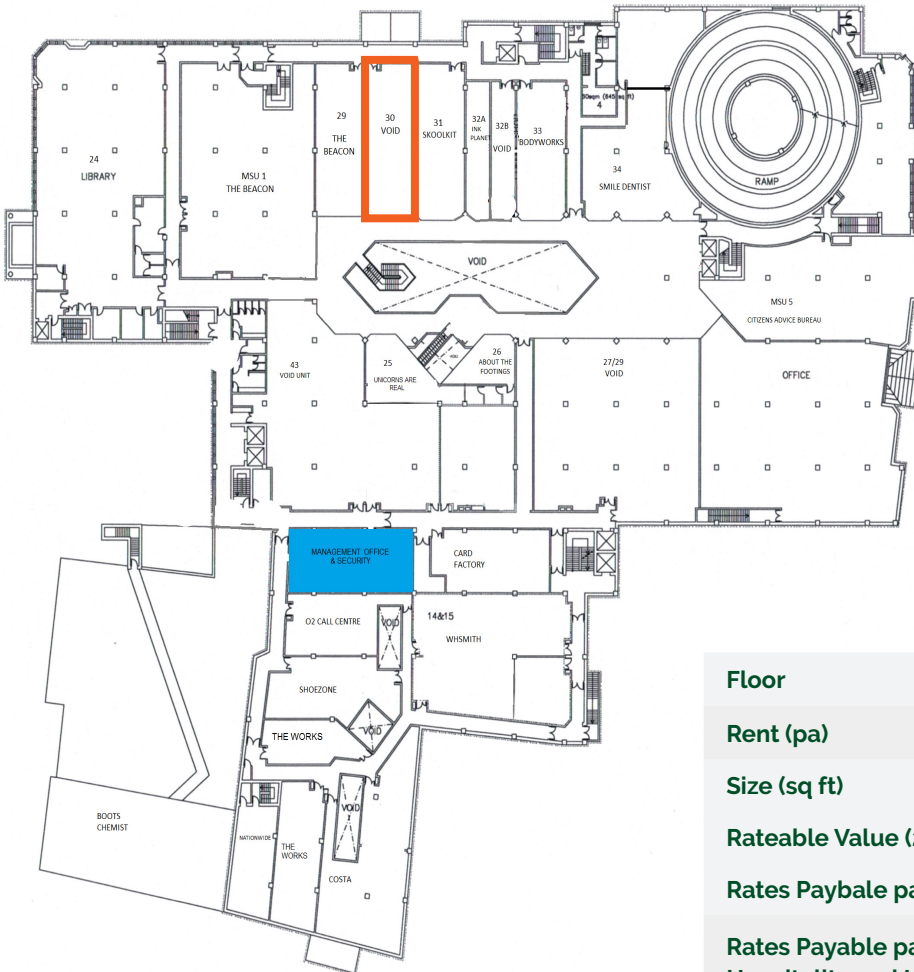 24
LIBRARY
MSU 1
THE BEACON
29
THE
BEACON
30
VOID
31
SKOOLKIT
32A
INK
PLANET
32B
VOID
33
BODYWORKS
4
34
SMILE DENTIST
RAMP
VOID
MSU 5
CITIZENS ADVICE BUREAU
43
VOID UNIT
25
UNICORNS ARE
REAL
26
ABOUT THE
FOOTINGS
27/29
VOID
OFFICE
MANAGEMENT OFFICE
& SECURITY
CARD
FACTORY
O2 CALL CENTRE
VOID
14&15
WHSMITH
SHOEZONE
VOID
THE WORKS
VOID
BOOTS
CHEMIST
NATIONWIDE
THE
WORKS
COSTA
Floor
Rent (pa)
Size (sq ft)
Rateable Value (
Rates Paybale pa
Rates Payable pa